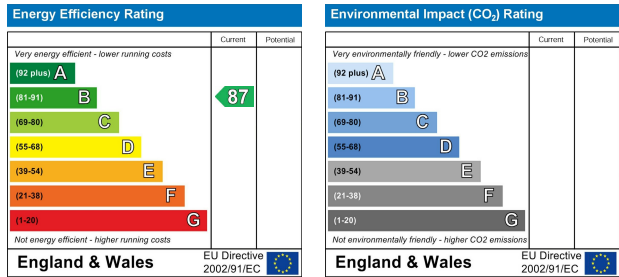 Energy Efficiency Rating
Current Potential
Very energy efficient - lower running costs
(92 plus) A
(81-91) B
87
(69-80) C
(55-68) D
(39-54) E
(21-38) F
(1-20) G
Not energy efficient - higher running costs
England & Wales
EU Directive
2002/91/EC
Environmental Impact (CO₂) Rating
Current Potential
Very environmentally friendly - lower CO2 emissions
(92 plus) A
(81-91) B
(69-80) C
(55-68) D
(39-54) E
(21-38) F
(1-20) G
Not environmentally friendly - higher CO2 emissions
England & Wales
EU Directive
2002/91/EC